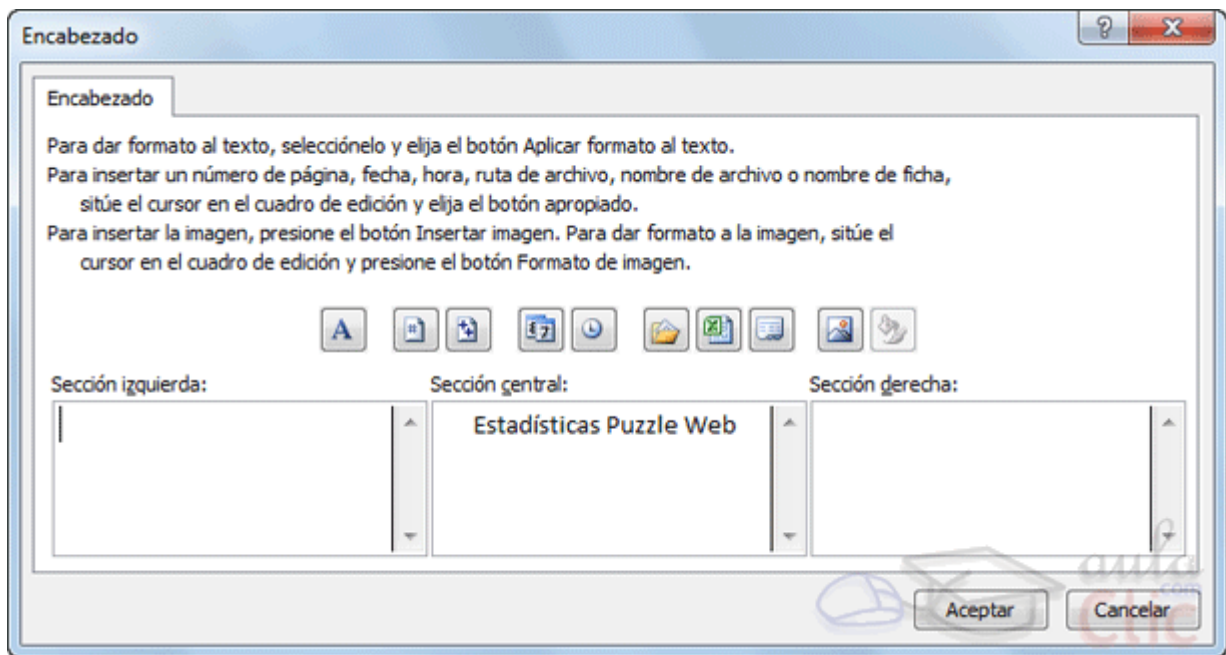 Encabezado
Encabezado
Para dar formato al texto, selecciónelo y elija el botón Aplicar formato al texto.
Para insertar un número de página, fecha, hora, ruta de archivo, nombre de archivo o nombre de ficha,
sitúe el cursor en el cuadro de edición y elija el botón apropiado.
Para insertar la imagen, presione el botón Insertar imagen. Para dar formato a la imagen, sitúe el
cursor en el cuadro de edición y presione el botón Formato de imagen.
Sección izquierda: Sección central: Sección derecha:
Estadísticas Puzzle Web
aula
.com
Clic
Aceptar Cancelar